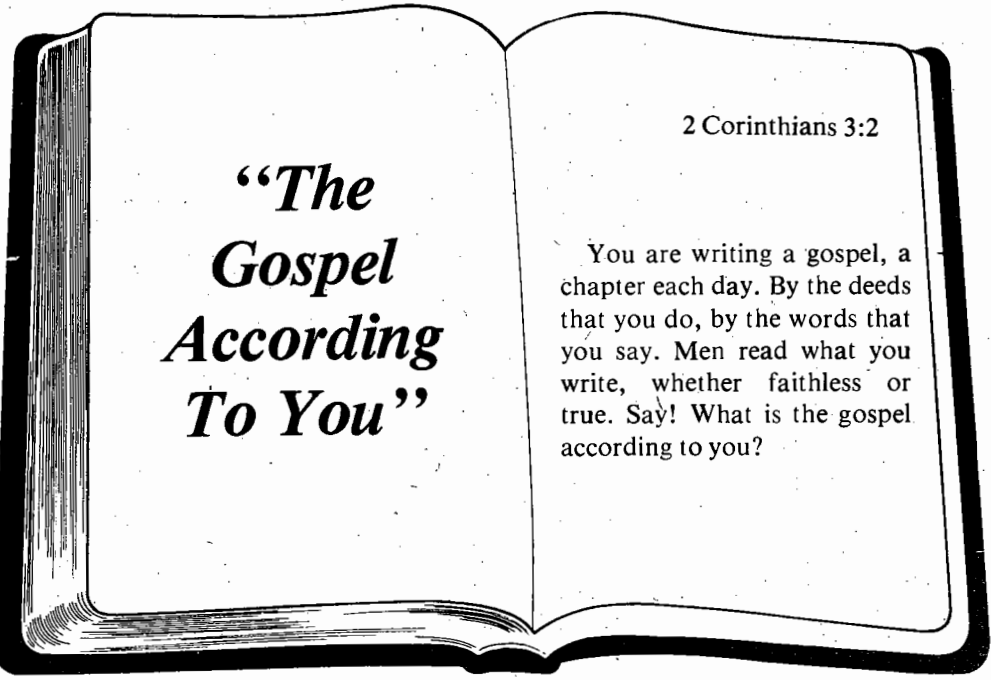 “The
Gospel
According
To You”
2 Corinthians 3:2
You are writing a gospel, a
chapter each day. By the deeds
that you do, by the words that
you say. Men read what you
write, whether faithless or
true. Say! What is the gospel
according to you?